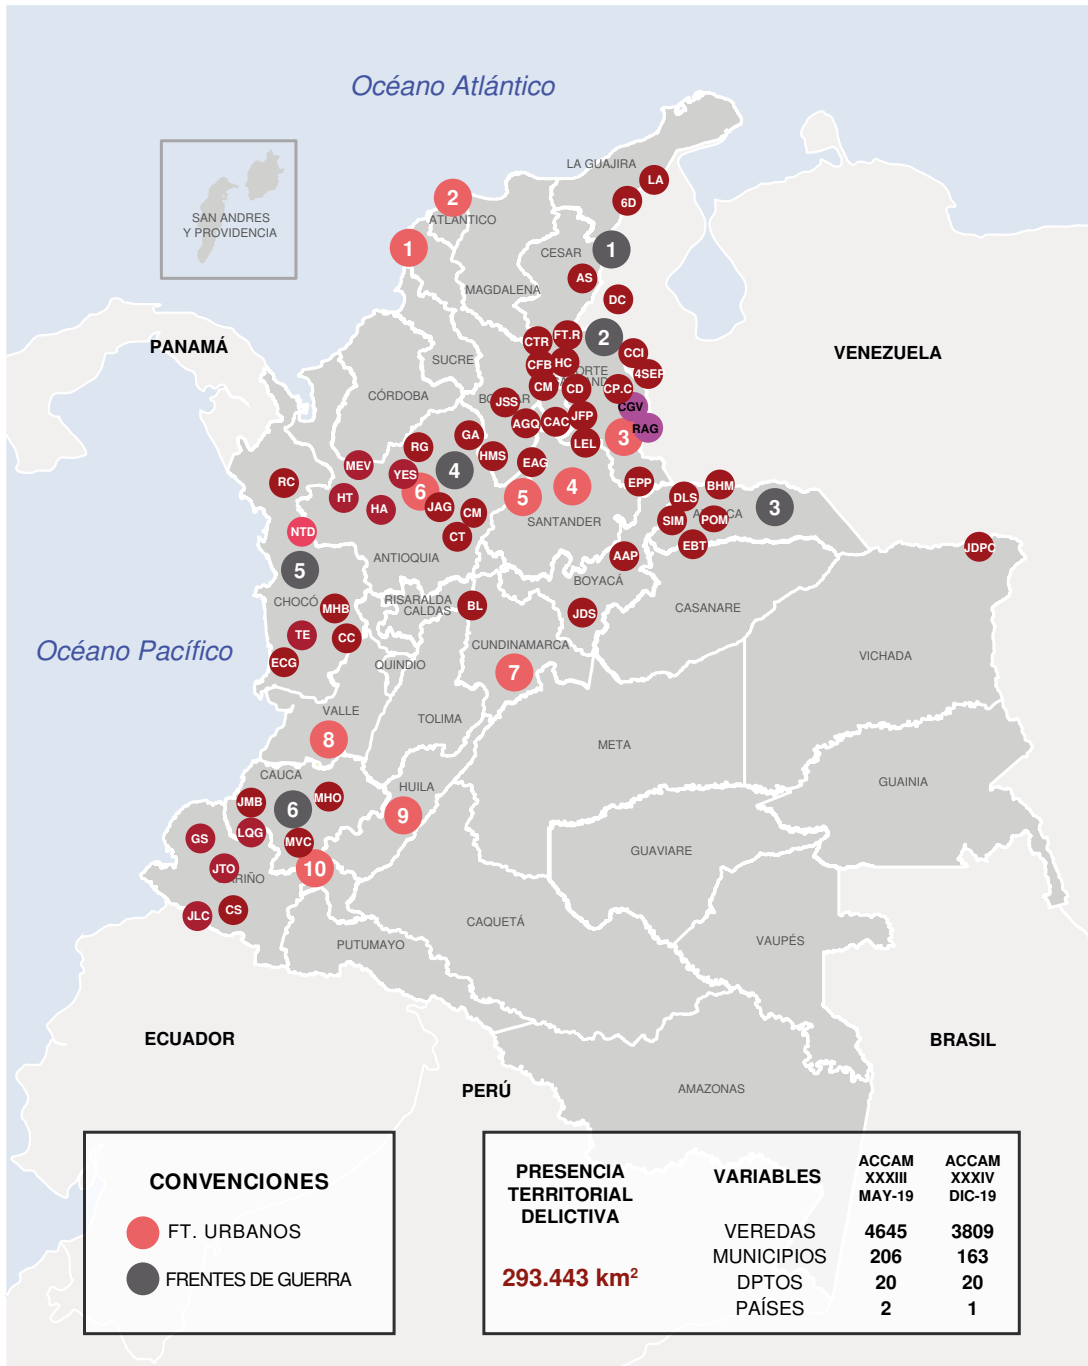 Océano Atlántico
LA GUAJIRA
LA
6D
2
ATLÁNTICO
SAN ANDRES
Y PROVIDENCIA
1
CESAR
1
AS
MAGDALENA
DC
PANAMÁ
VENEZUELA
SUCRE
CTR
FT.R
2
CCI
CFB
HC
4SEP
CÓRDOBA
CM
CD
CP.C
JSS
CGV
AGQ
CAC
JFP
RAG
GA
LEL
3
RG
HMS
EAG
MEV
YES
4
RC
HT
6
5
4
EPP
BHM
DLS
HA
JAG
CM
SANTANDER
SIM
POM
3
NTD
CT
EBT
JDPC
ANTIOQUIA
AAP
5
BOYACÁ
CHOCÓ
RISARALDA
CALDAS
MHB
BL
JDS
CASANARE
TE
CC
CUNDINAMARCA
Océano Pacífico
ECG
QUINDIO
7
VICHADA
VALLE
TOLIMA
8
META
CAUCA
HUILA
GUAINIA
JMB
6
MHO
9
GS
LQG
MVC
GUAVIARE
JTO
10
JLC
CS
CAQUETÁ
PUTUMAYO
VAUPÉS
ECUADOR
BRASIL
PERÚ
AMAZONAS
CONVENCIONES
FT. URBANOS
FRENTES DE GUERRA
PRESENCIA
TERRITORIAL
DELICTIVA
293.443 km²
VARIABLES ACCAM XXXIII MAY-19 ACCAM XXXIV DIC-19
VEREDAS 4645 3809
MUNICIPIOS 206 163
DPTOS 20 20
PAÍSES 2 1